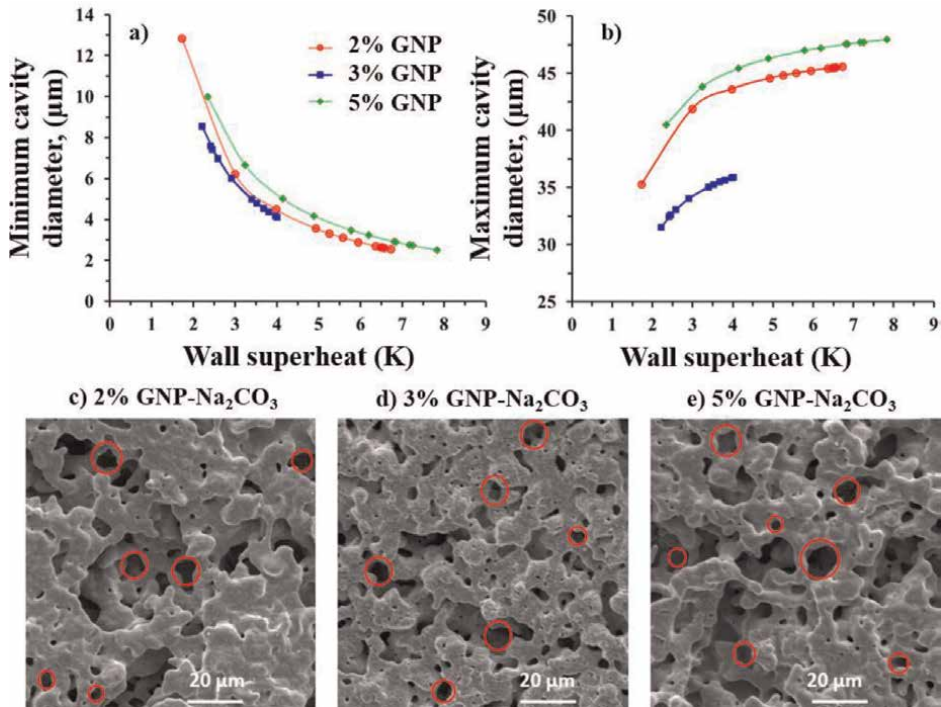 a)
2% GNP
3% GNP
5% GNP
Minimum cavity
diameter, (μm)
14
12
10
8
6
4
2
0
0 1 2 3 4 5 6 7 8 9
Wall superheat (K)
b)
Maximum cavity
diameter, (μm)
50
45
40
35
30
25
0 1 2 3 4 5 6 7 8 9
Wall superheat (K)
c) 2% GNP-Na₂CO₃
d) 3% GNP-Na₂CO₃
e) 5% GNP-Na₂CO₃
20 μm
20 μm
20 μm